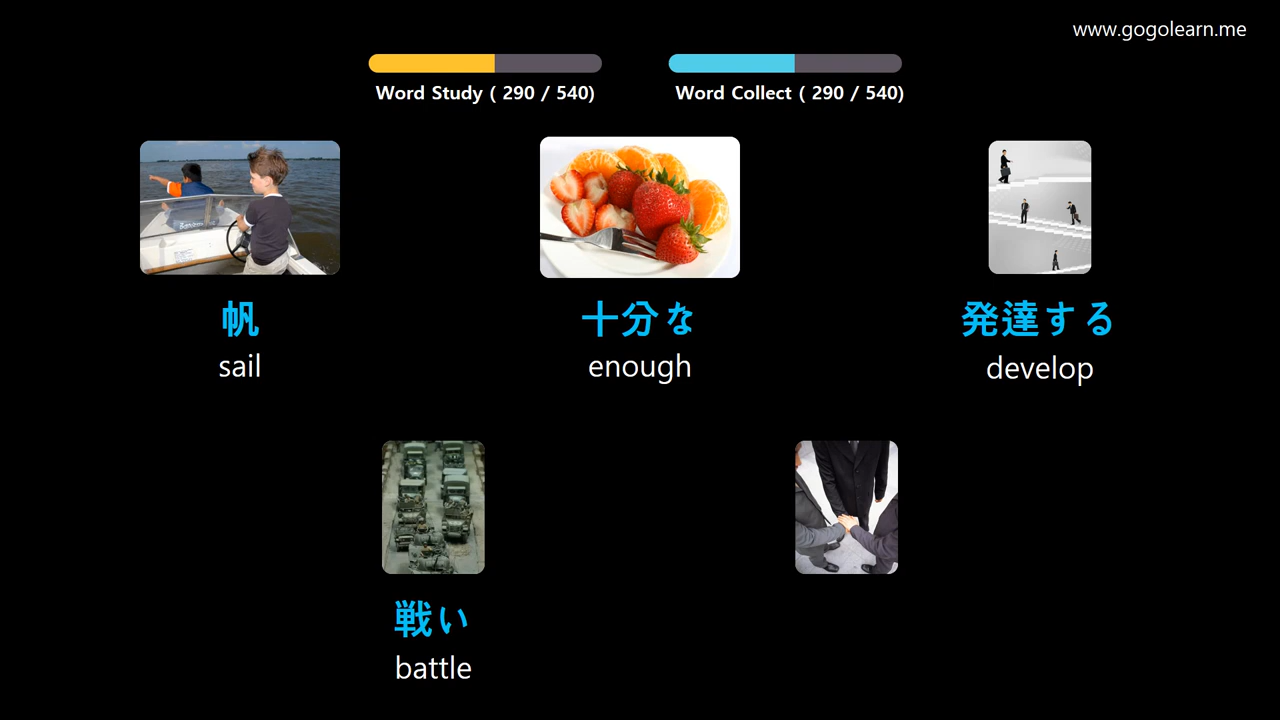 www.gogolearn.me
Word Study ( 290 / 540)
Word Collect ( 290 / 540)
帆
sail
十分な
enough
発達する
develop
戦い
battle